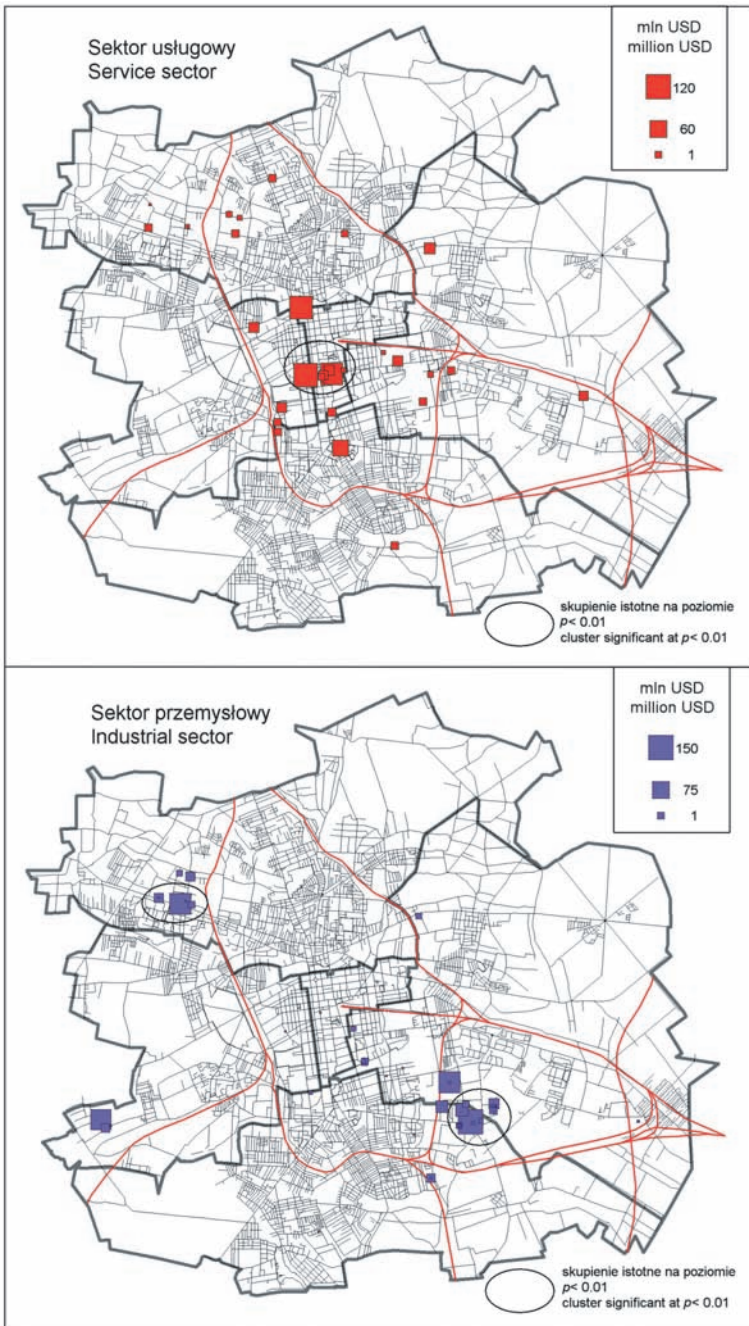 Sektor usługowy
Service sector
mln USD
million USD
120
60
1
skupienie istotne na poziomie
p< 0.01
cluster significant at p< 0.01
Sektor przemysłowy
Industrial sector
mln USD
million USD
150
75
1
skupienie istotne na poziomie
p< 0.01
cluster significant at p< 0.01